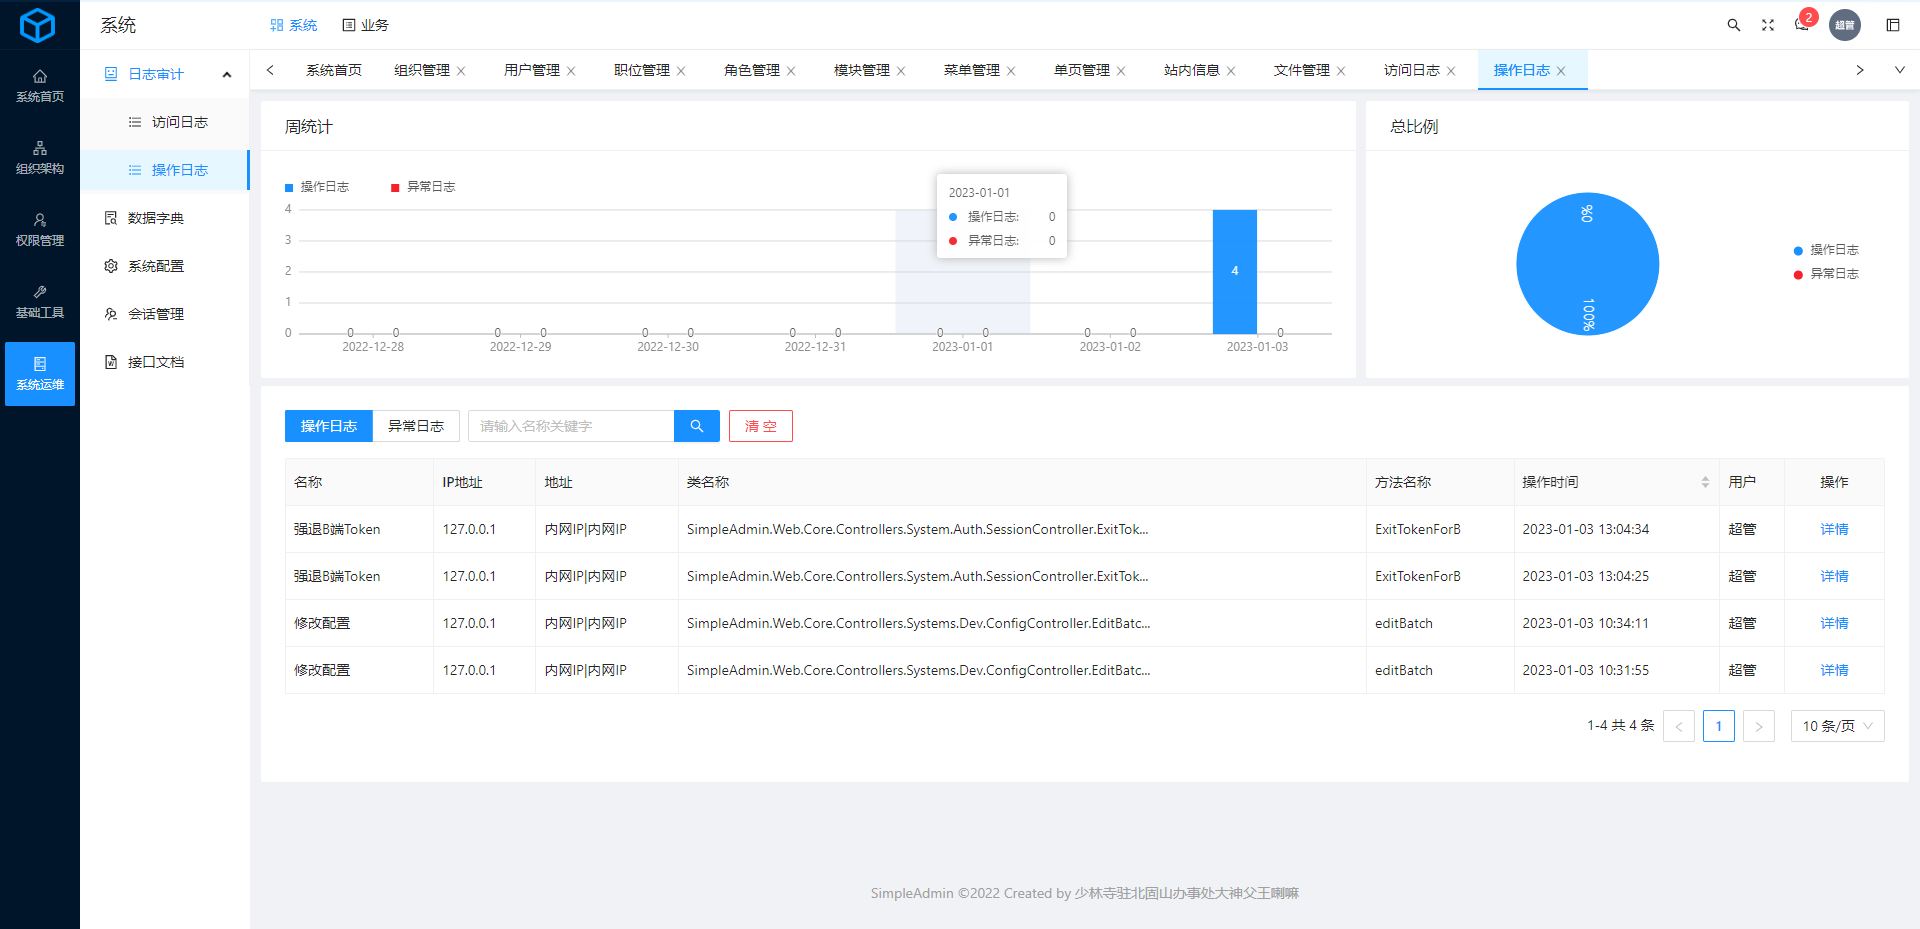 系统
系统 业务
2
超管
系统首页
组织架构
权限管理
基础工具
系统运维
日志审计
访问日志
操作日志
数据字典
系统配置
会话管理
接口文档
系统首页 组织管理 用户管理 职位管理 角色管理 模块管理 菜单管理 单页管理 站内信息 文件管理 访问日志 操作日志
周统计
操作日志 异常日志
4
3
2
1
0
0 0 0 0 0 0 0 0 0 0 0 0 4 0
2022-12-28 2022-12-29 2022-12-30 2022-12-31 2023-01-01 2023-01-02 2023-01-03
2023-01-01
操作日志: 0
异常日志: 0
总比例
0%
100%
操作日志
异常日志
操作日志 异常日志 请输入名称关键字 清 空
名称 IP地址 地址 类名称 方法名称 操作时间 用户 操作
强退B端Token 127.0.0.1 内网IP|内网IP SimpleAdmin.Web.Core.Controllers.System.Auth.SessionController.ExitTok... ExitTokenForB 2023-01-03 13:04:34 超管 详情
强退B端Token 127.0.0.1 内网IP|内网IP SimpleAdmin.Web.Core.Controllers.System.Auth.SessionController.ExitTok... ExitTokenForB 2023-01-03 13:04:25 超管 详情
修改配置 127.0.0.1 内网IP|内网IP SimpleAdmin.Web.Core.Controllers.Systems.Dev.ConfigController.EditBatc... editBatch 2023-01-03 10:34:11 超管 详情
修改配置 127.0.0.1 内网IP|内网IP SimpleAdmin.Web.Core.Controllers.Systems.Dev.ConfigController.EditBatc... editBatch 2023-01-03 10:31:55 超管 详情
1-4 共 4 条 1 10 条/页
SimpleAdmin ©2022 Created by 少林寺驻北固山办事处大神父王喇嘛